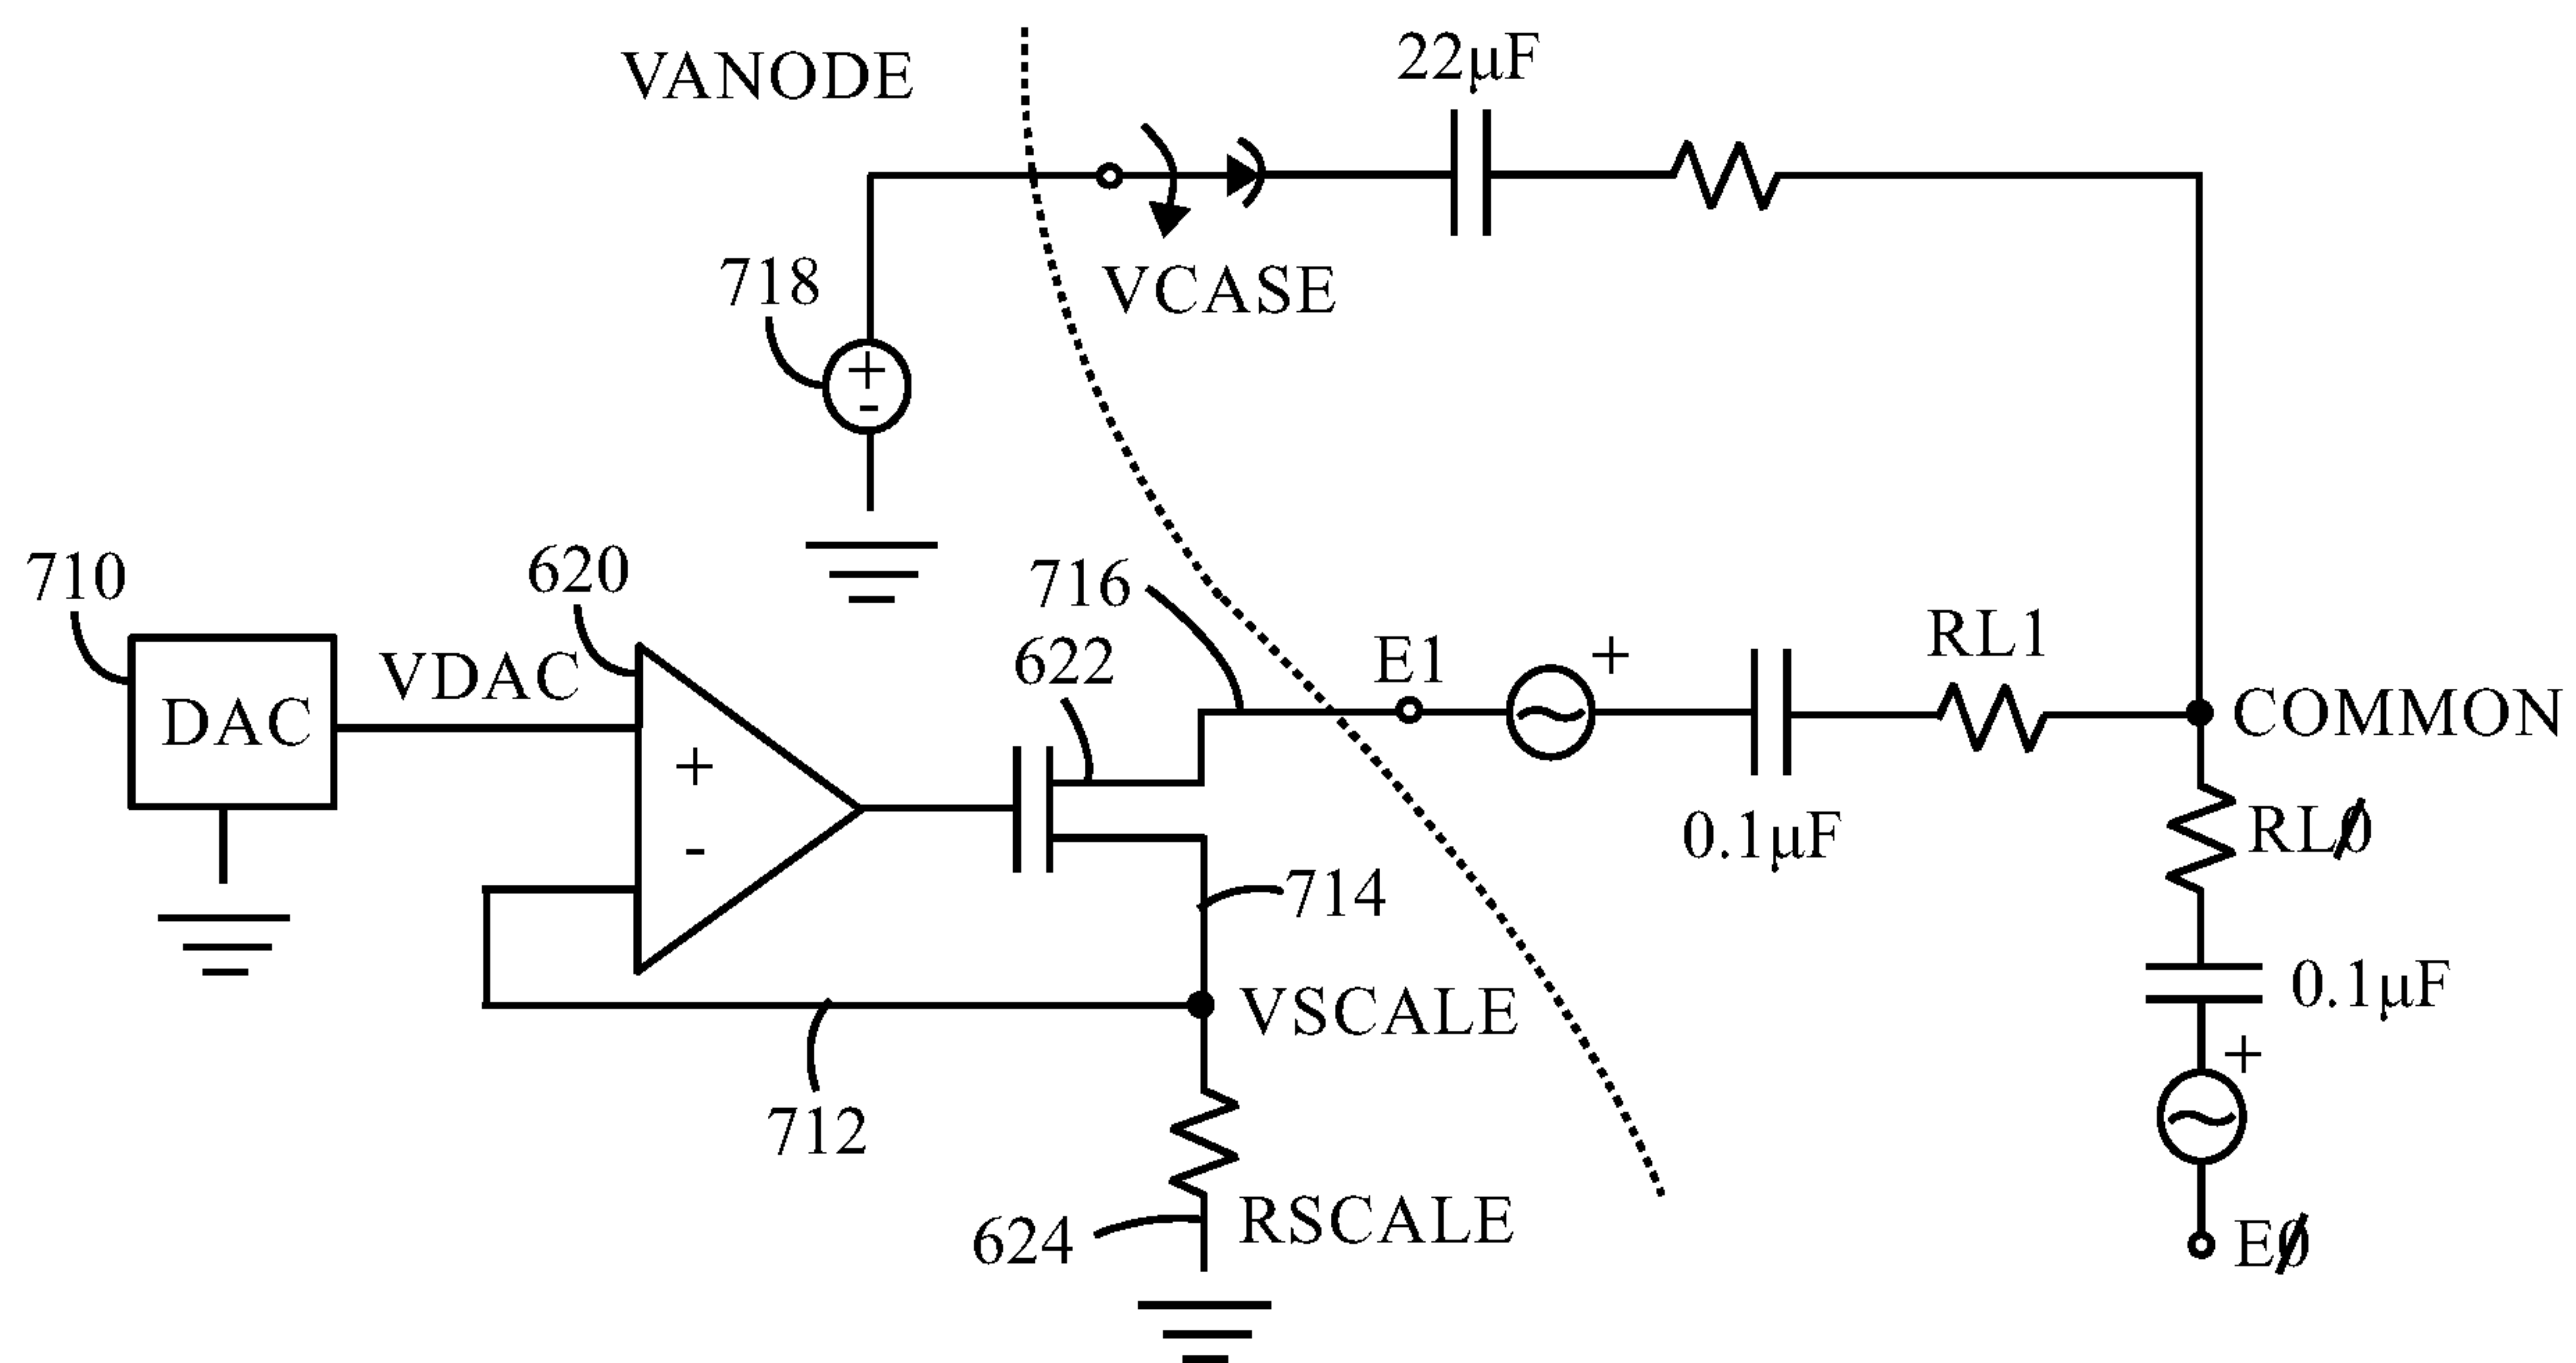 22μF
VANODE
718
+
-
VCASE
710
620
716
622
E1
+
RL1
DAC
VDAC
COMMON
+
-
0.1μF
RLØ
714
0.1μF
VSCALE
+
712
624
RSCALE
EØ